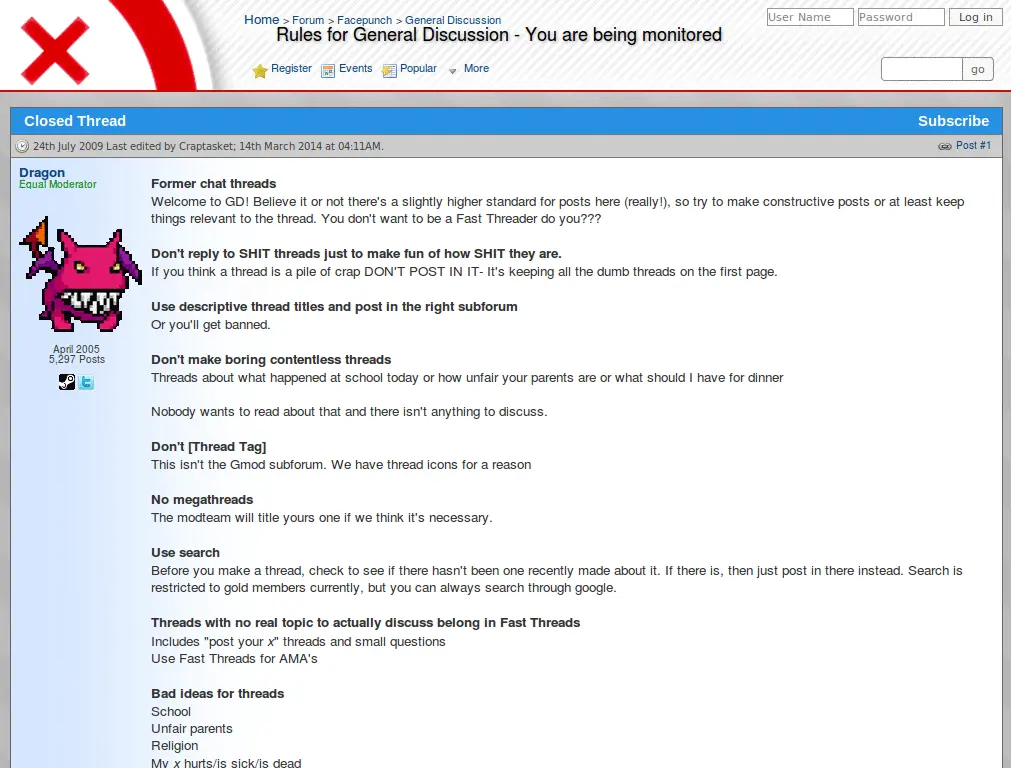 Home > Forum > Facepunch > General Discussion
Rules for General Discussion - You are being monitored
User Name
Password
Log in
Register
Events
Popular
More
go
Closed Thread
Subscribe
24th July 2009 Last edited by Craptasket; 14th March 2014 at 04:11AM.
Post #1
Dragon
Equal Moderator
April 2005
5,297 Posts
Former chat threads
Welcome to GD! Believe it or not there's a slightly higher standard for posts here (really!), so try to make constructive posts or at least keep
things relevant to the thread. You don't want to be a Fast Threader do you???
Don't reply to SHIT threads just to make fun of how SHIT they are.
If you think a thread is a pile of crap DON'T POST IN IT- It's keeping all the dumb threads on the first page.
Use descriptive thread titles and post in the right subforum
Or you'll get banned.
Don't make boring contentless threads
Threads about what happened at school today or how unfair your parents are or what should I have for dinner
Nobody wants to read about that and there isn't anything to discuss.
Don't [Thread Tag]
This isn't the Gmod subforum. We have thread icons for a reason
No megathreads
The modteam will title yours one if we think it's necessary.
Use search
Before you make a thread, check to see if there hasn't been one recently made about it. If there is, then just post in there instead. Search is
restricted to gold members currently, but you can always search through google.
Threads with no real topic to actually discuss belong in Fast Threads
Includes "post your x" threads and small questions
Use Fast Threads for AMA's
Bad ideas for threads
School
Unfair parents
Religion
My x hurts/is sick/is dead